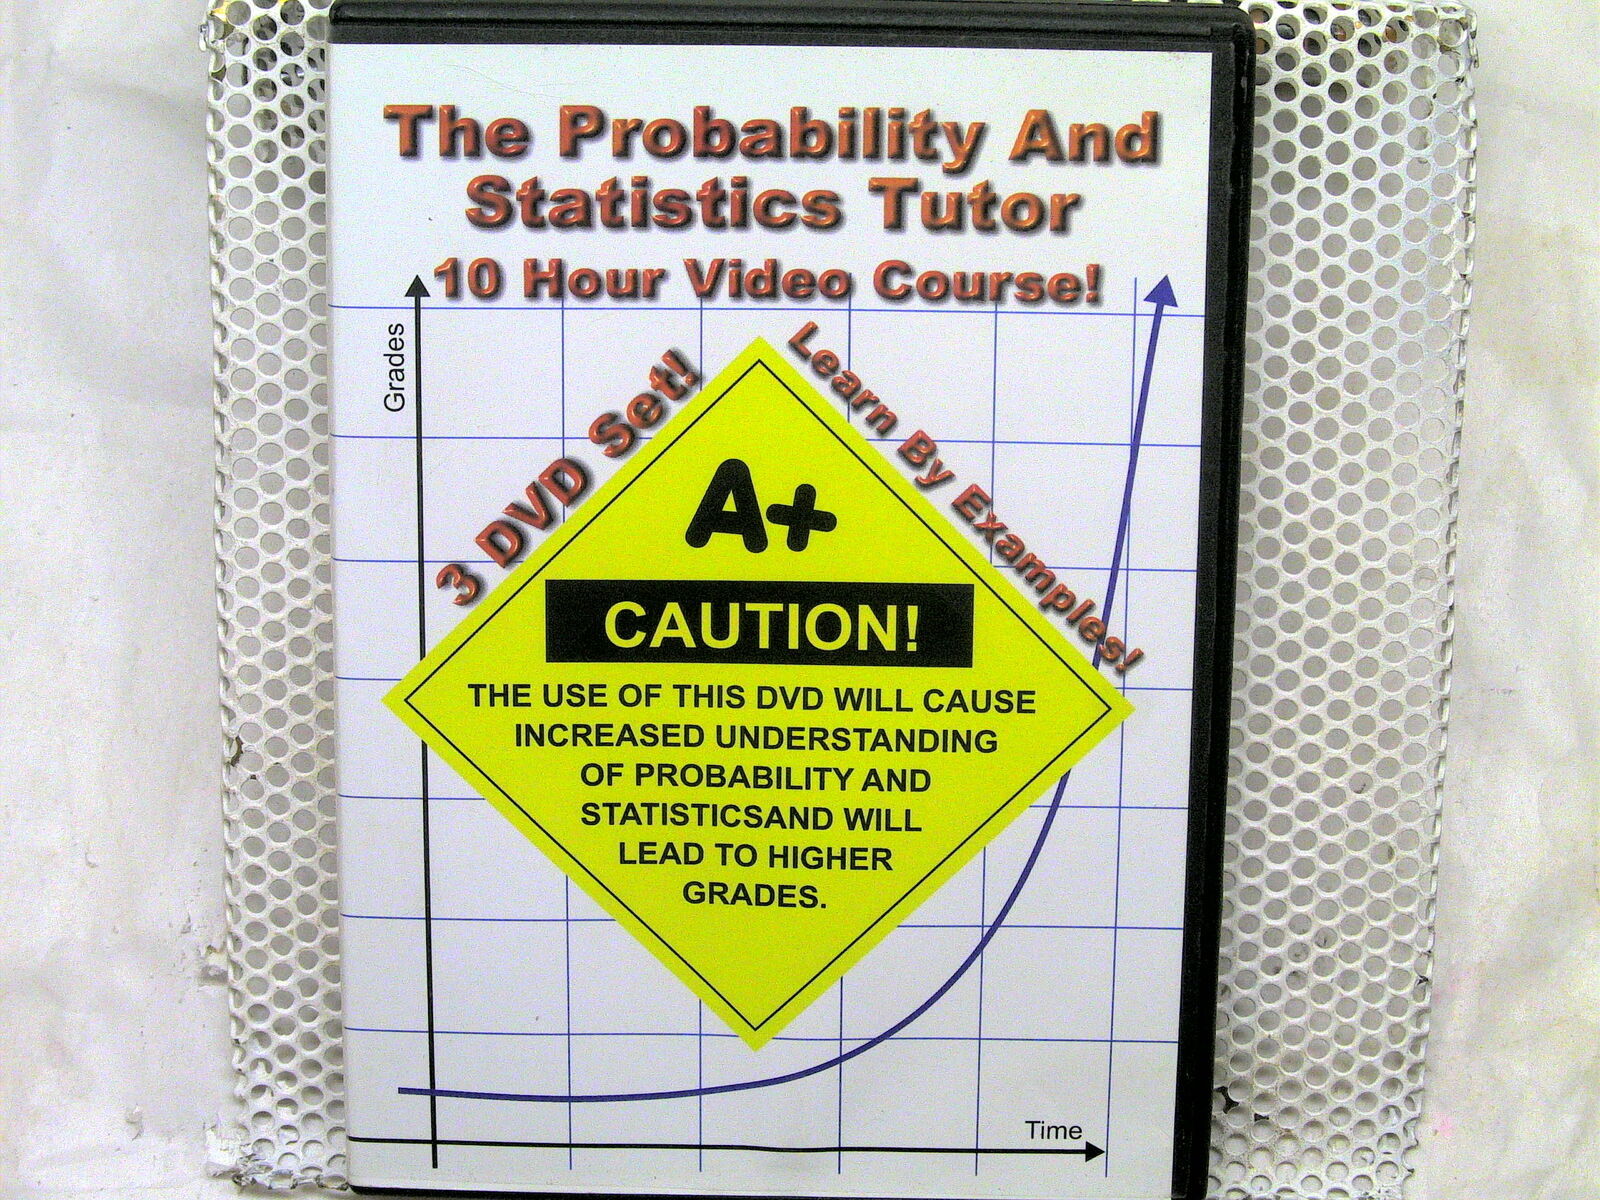 The Probability And
Statistics Tutor
10 Hour Video Course!
Grades
3 DVD Set!
Learn By Examples!
A+
CAUTION!
THE USE OF THIS DVD WILL CAUSE
INCREASED UNDERSTANDING
OF PROBABILITY AND
STATISTICSAND WILL
LEAD TO HIGHER
GRADES.
Time